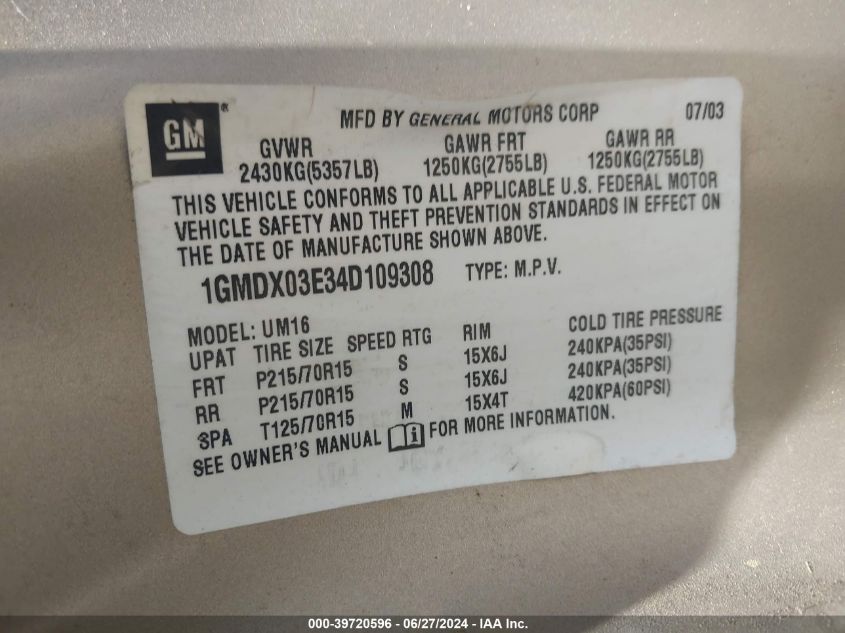 GM®
MFD BY GENERAL MOTORS CORP 07/03
GVWR GAWR FRT GAWR RR
2430KG(5357LB) 1250KG(2755LB) 1250KG(2755LB)
THIS VEHICLE CONFORMS TO ALL APPLICABLE U.S. FEDERAL MOTOR
VEHICLE SAFETY AND THEFT PREVENTION STANDARDS IN EFFECT ON
THE DATE OF MANUFACTURE SHOWN ABOVE.
1GMDX03E34D109308 TYPE: M.P.V.
MODEL: UM16
UPAT TIRE SIZE SPEED RTG RIM COLD TIRE PRESSURE
FRT P215/70R15 S 15X6J 240KPA(35PSI)
RR P215/70R15 S 15X6J 240KPA(35PSI)
SPA T125/70R15 M 15X4T 420KPA(60PSI)
SEE OWNER'S MANUAL i FOR MORE INFORMATION.
000-39720596 - 06/27/2024 - IAA Inc.